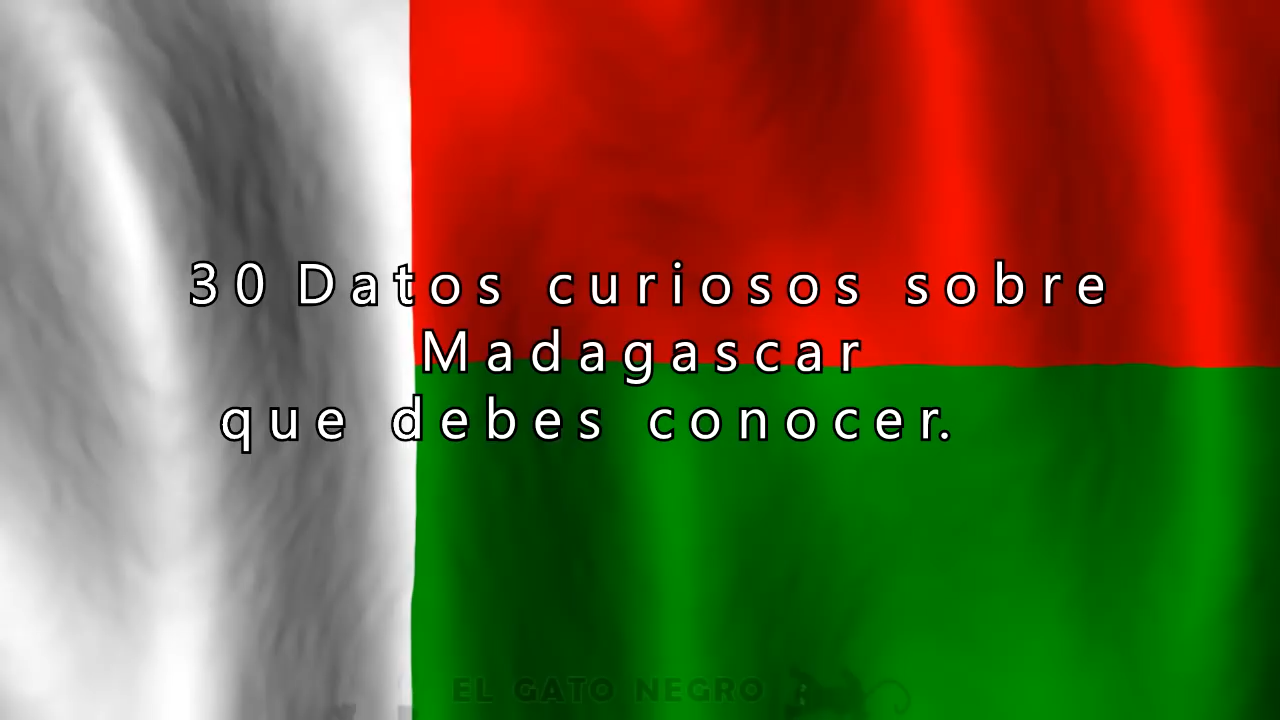 30 Datos curiosos sobre
Madagascar
que debes conocer.
EL GATO NEGRO